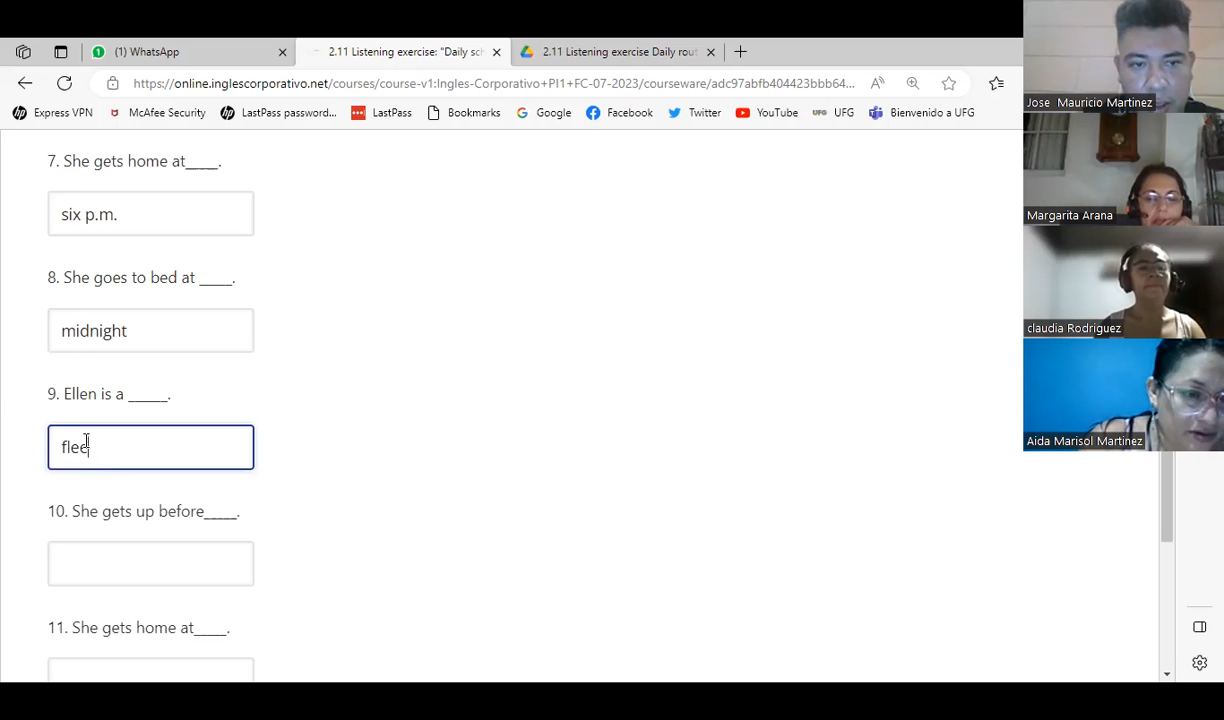 (1) WhatsApp
2.11 Listening exercise: "Daily sch
2.11 Listening exercise Daily rout
https://online.inglescorporativo.net/courses/course-v1:Ingles-Corporativo+PI1+FC-07-2023/courseware/adc97abfb404423bbb64...
Express VPN
McAfee Security
LastPass password...
LastPass
Bookmarks
Google
Facebook
Twitter
YouTube
UFG
Bienvenido a UFG
7. She gets home at____.
six p.m.
8. She goes to bed at ____.
midnight
9. Ellen is a _____.
flee
10. She gets up before____.
11. She gets home at____.
Jose Mauricio Martinez
Margarita Arana
claudia Rodriguez
Aida Marisol Martinez